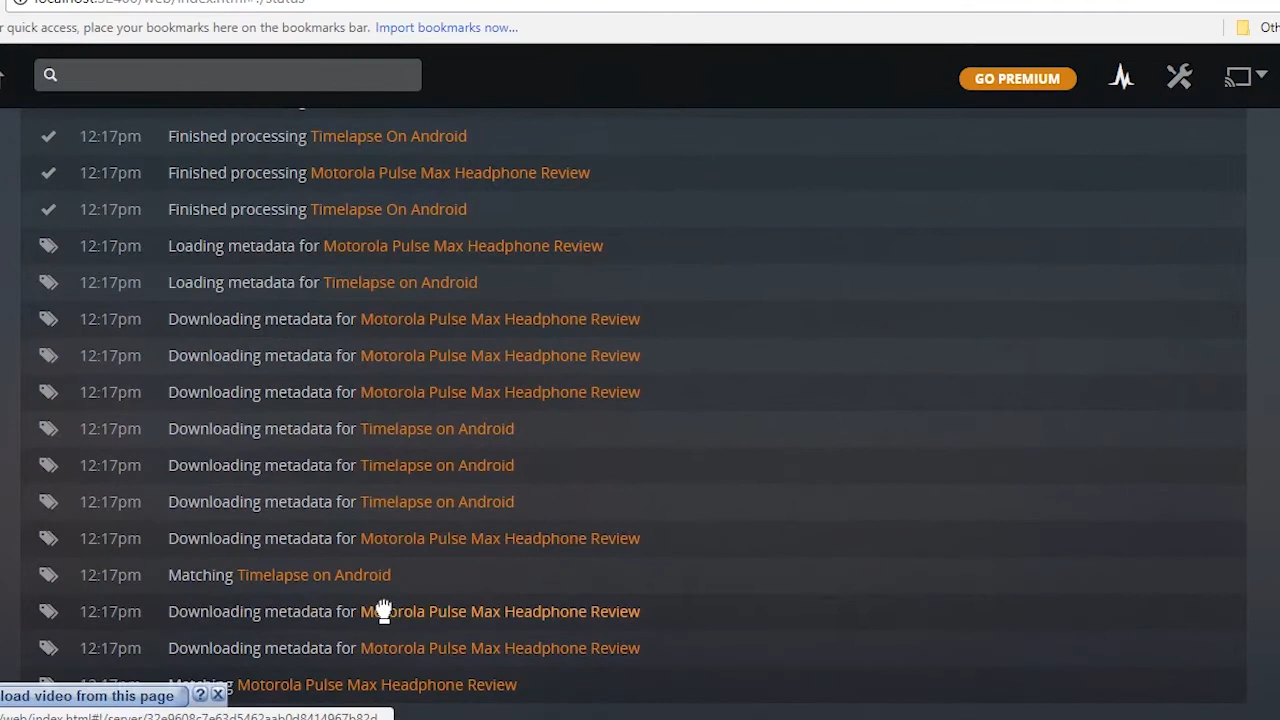 localhost:32400/web/index.html#!/status
r quick access, place your bookmarks here on the bookmarks bar. Import bookmarks now...
Oth
GO PREMIUM
12:17pm Finished processing Timelapse On Android
12:17pm Finished processing Motorola Pulse Max Headphone Review
12:17pm Finished processing Timelapse On Android
12:17pm Loading metadata for Motorola Pulse Max Headphone Review
12:17pm Loading metadata for Timelapse on Android
12:17pm Downloading metadata for Motorola Pulse Max Headphone Review
12:17pm Downloading metadata for Motorola Pulse Max Headphone Review
12:17pm Downloading metadata for Motorola Pulse Max Headphone Review
12:17pm Downloading metadata for Timelapse on Android
12:17pm Downloading metadata for Timelapse on Android
12:17pm Downloading metadata for Timelapse on Android
12:17pm Downloading metadata for Motorola Pulse Max Headphone Review
12:17pm Matching Timelapse on Android
12:17pm Downloading metadata for Motorola Pulse Max Headphone Review
12:17pm Downloading metadata for Motorola Pulse Max Headphone Review
Matching Motorola Pulse Max Headphone Review
load video from this page ? X